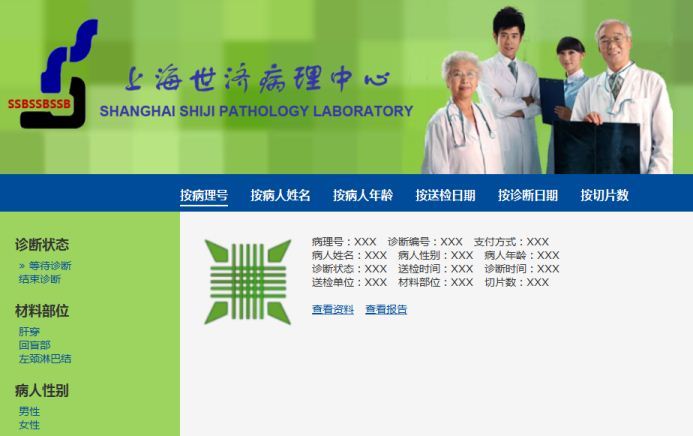 SSBSSBSSB
上海世济病理中心
SHANGHAI SHIJI PATHOLOGY LABORATORY
按病理号 按病人姓名 按病人年龄 按送检日期 按诊断日期 按切片数
诊断状态
» 等待诊断
结束诊断
材料部位
肝穿
回盲部
左颈淋巴结
病人性别
男性
女性
病理号：XXX 诊断编号：XXX 支付方式：XXX
病人姓名：XXX 病人性别：XXX 病人年龄：XXX
诊断状态：XXX 送检时间：XXX 诊断时间：XXX
送检单位：XXX 材料部位：XXX 切片数：XXX
查看资料 查看报告